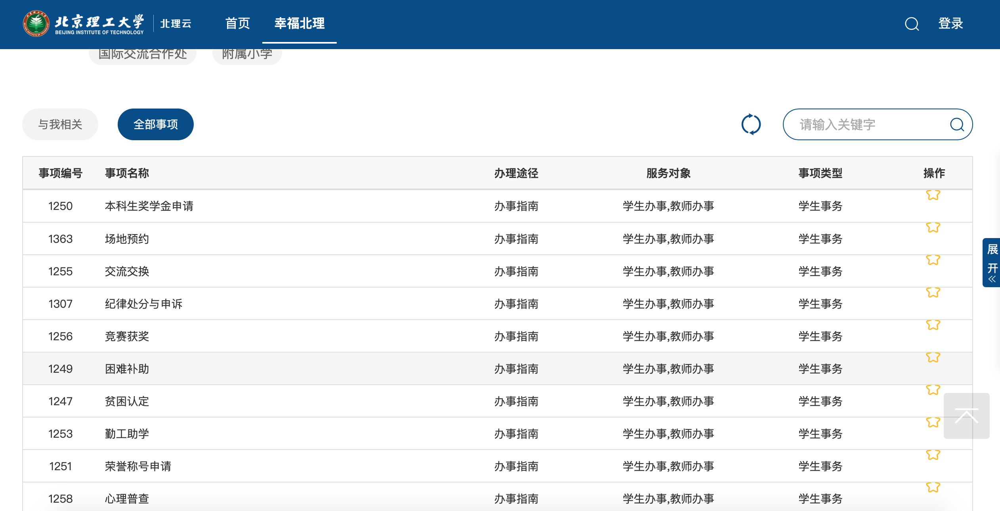 北京理工大学 BEIJING INSTITUTE OF TECHNOLOGY 北理云 首页 幸福北理 登录
国际交流合作处 附属小学
与我相关 全部事项 请输入关键字
事项编号 事项名称 办理途径 服务对象 事项类型 操作
1250 本科生奖学金申请 办事指南 学生办事,教师办事 学生事务
1363 场地预约 办事指南 学生办事,教师办事 学生事务
1255 交流交换 办事指南 学生办事,教师办事 学生事务
1307 纪律处分与申诉 办事指南 学生办事,教师办事 学生事务
1256 竞赛获奖 办事指南 学生办事,教师办事 学生事务
1249 困难补助 办事指南 学生办事,教师办事 学生事务
1247 贫困认定 办事指南 学生办事,教师办事 学生事务
1253 勤工助学 办事指南 学生办事,教师办事 学生事务
1251 荣誉称号申请 办事指南 学生办事,教师办事 学生事务
1258 心理普查 办事指南 学生办事,教师办事 学生事务
展开